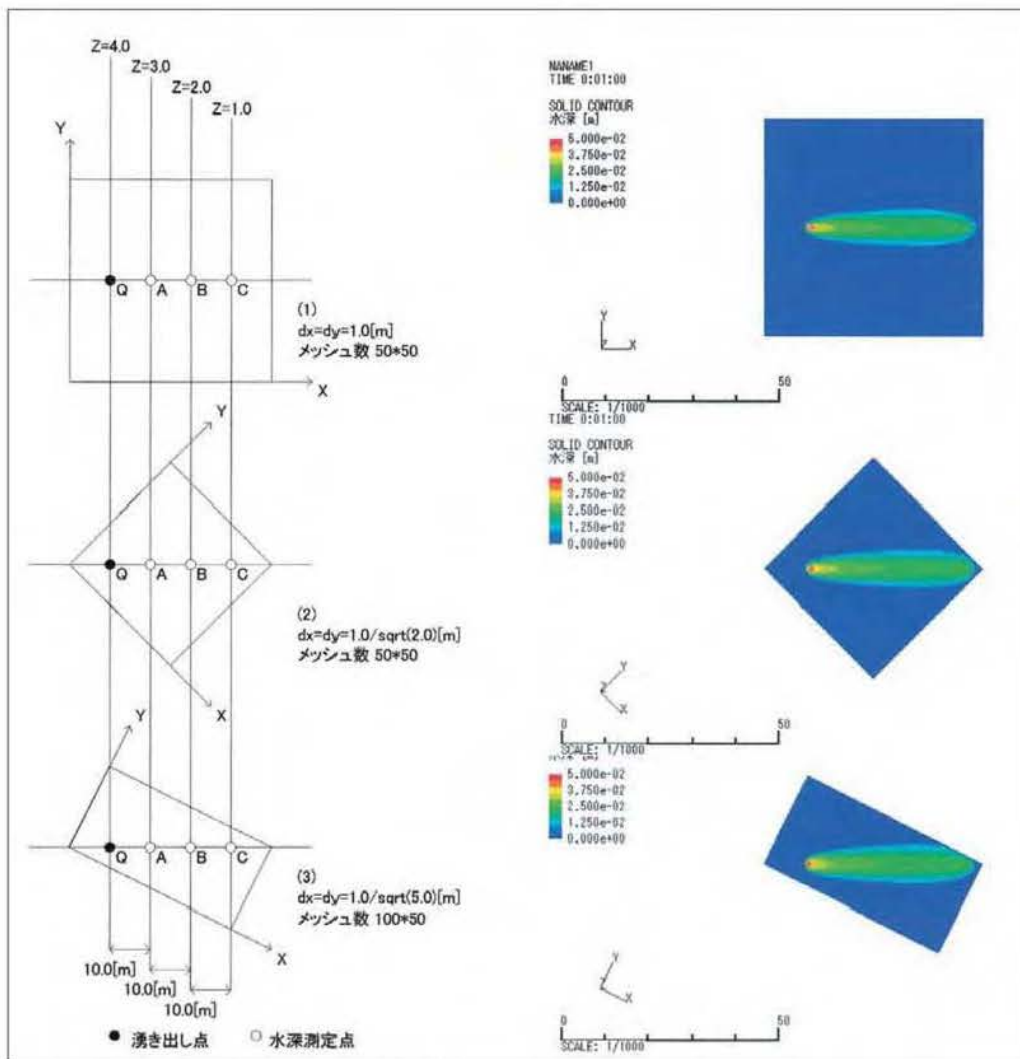 Z=4.0
Z=3.0
Z=2.0
Z=1.0
Y
Q
A
B
C
(1)
dx=dy=1.0[m]
メッシュ数 50*50
X
Y
Q
A
B
C
(2)
dx=dy=1.0/sqrt(2.0)[m]
メッシュ数 50*50
X
Y
Q
A
B
C
(3)
dx=dy=1.0/sqrt(5.0)[m]
メッシュ数 100*50
X
10.0[m]
10.0[m]
10.0[m]
● 湧き出し点 ○ 水深測定点
NANAME1
TIME 0:01:00
SOLID CONTOUR
水深 [m]
5.000e-02
3.750e-02
2.500e-02
1.250e-02
0.000e+00
Y
Z
X
0 50
SCALE: 1/1000
TIME 0:01:00
SOLID CONTOUR
水深 [m]
5.000e-02
3.750e-02
2.500e-02
1.250e-02
0.000e+00
Y
Z
X
0 50
SCALE: 1/1000
水深 [m]
5.000e-02
3.750e-02
2.500e-02
1.250e-02
0.000e+00
Y
Z
X
0 50
SCALE: 1/1000